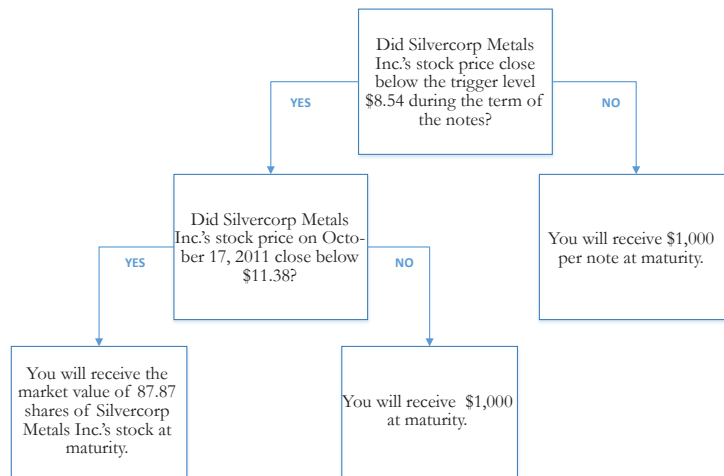 Did Silvercorp Metals
Inc.'s stock price close
below the trigger level
$8.54 during the term of
the notes?
YES
NO
Did Silvercorp Metals
Inc.'s stock price on Octo-
ber 17, 2011 close below
$11.38?
You will receive $1,000
per note at maturity.
YES
NO
You will receive the
market value of 87.87
shares of Silvercorp
Metals Inc.'s stock at
maturity.
You will receive $1,000
at maturity.